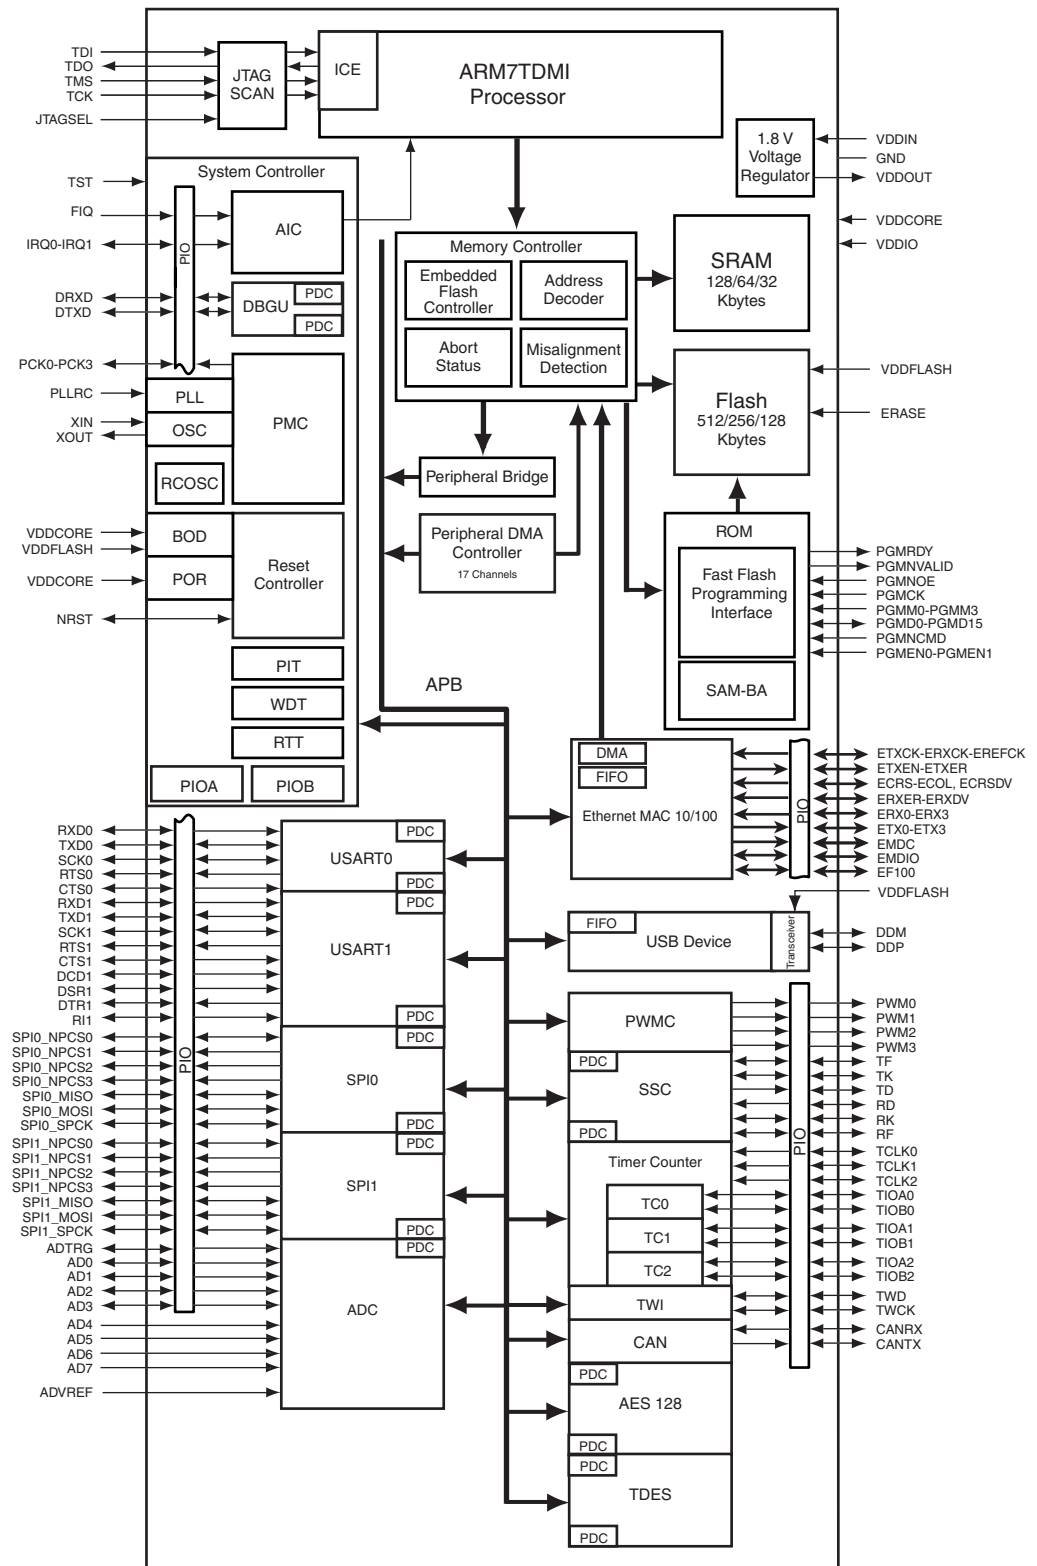 TDI
TDO
TMS
TCK
JTAGSEL
JTAG
SCAN
ICE
ARM7TDMI
Processor
1.8 V
Voltage
Regulator
VDDIN
GND
VDDOUT
VDDCORE
VDDIO
System Controller
TST
FIQ
IRQ0-IRQ1
PIO
AIC
DRXD
DTXD
DBGU
PDC
PDC
PCK0-PCK3
PLLRC
PLL
XIN
XOUT
OSC
PMC
RCOSC
VDDCORE
VDDFLASH
BOD
VDDCORE
POR
Reset
Controller
NRST
PIT
WDT
RTT
PIOA
PIOB
Memory Controller
Embedded
Flash
Controller
Address
Decoder
Abort
Status
Misalignment
Detection
SRAM
128/64/32
Kbytes
Flash
512/256/128
Kbytes
VDDFLASH
ERASE
Peripheral Bridge
Peripheral DMA
Controller
17 Channels
ROM
Fast Flash
Programming
Interface
SAM-BA
PGMRDY
PGMNVALID
PGMNOE
PGMCK
PGMM0-PGMM3
PGMD0-PGMD15
PGMNCMD
PGMEN0-PGMEN1
APB
DMA
FIFO
Ethernet MAC 10/100
PIO
ETXCK-ERXCK-EREFCK
ETXEN-ETXER
ECRS-ECOL, ECRSDV
ERXER-ERXDV
ERX0-ERX3
ETX0-ETX3
EMDC
EMDIO
EF100
VDDFLASH
FIFO
USB Device
Transceiver
DDM
DDP
RXD0
TXD0
SCK0
RTS0
CTS0
RXD1
TXD1
SCK1
RTS1
CTS1
DCD1
DSR1
DTR1
RI1
SPI0_NPCS0
SPI0_NPCS1
SPI0_NPCS2
SPI0_NPCS3
SPI0_MISO
SPI0_MOSI
SPI0_SPCK
SPI1_NPCS0
SPI1_NPCS1
SPI1_NPCS2
SPI1_NPCS3
SPI1_MISO
SPI1_MOSI
SPI1_SPCK
ADTRG
AD0
AD1
AD2
AD3
AD4
AD5
AD6
AD7
ADVREF
PIO
PDC
USART0
PDC
PDC
USART1
PDC
PDC
SPI0
PDC
PDC
SPI1
PDC
PDC
ADC
PWMC
PDC
SSC
PDC
Timer Counter
TC0
TC1
TC2
TWI
CAN
PDC
AES 128
PDC
PDC
TDES
PDC
PIO
PWM0
PWM1
PWM2
PWM3
TF
TK
TD
RD
RK
RF
TCLK0
TCLK1
TCLK2
TIOA0
TIOB0
TIOA1
TIOB1
TIOA2
TIOB2
TWD
TWCK
CANRX
CANTX